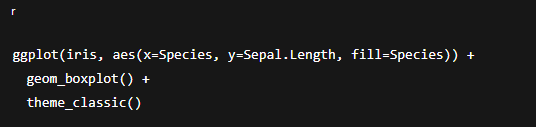 r
ggplot(iris, aes(x=Species, y=Sepal.Length, fill=Species)) +
  geom_boxplot() +
  theme_classic()